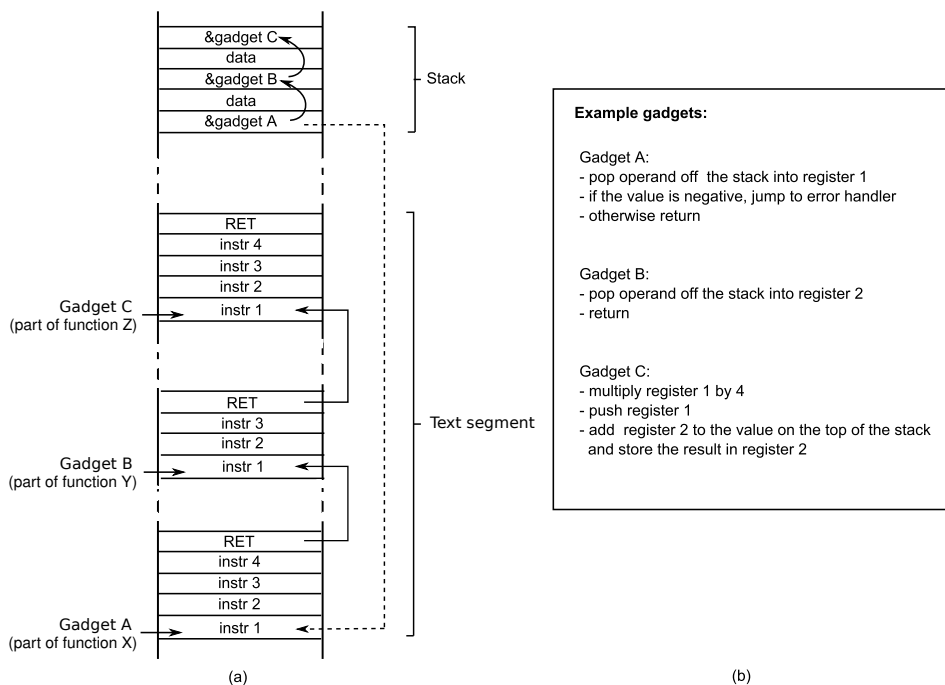 &gadget C
data
&gadget B
data
&gadget A
Stack
RET
instr 4
instr 3
instr 2
instr 1
Gadget C
(part of function Z)
RET
instr 3
instr 2
instr 1
Gadget B
(part of function Y)
Text segment
RET
instr 4
instr 3
instr 2
instr 1
Gadget A
(part of function X)
(a)
Example gadgets:
Gadget A:
- pop operand off the stack into register 1
- if the value is negative, jump to error handler
- otherwise return
Gadget B:
- pop operand off the stack into register 2
- return
Gadget C:
- multiply register 1 by 4
- push register 1
- add register 2 to the value on the top of the stack
and store the result in register 2
(b)